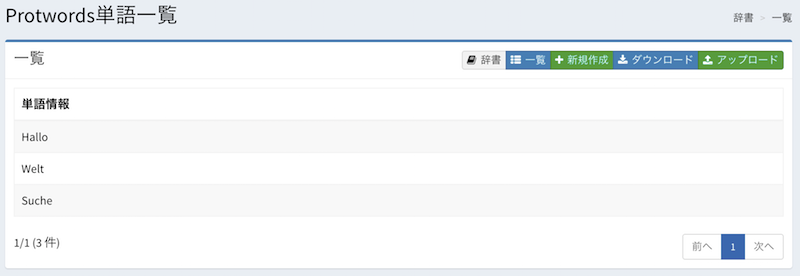 Protwords単語一覧
辞書 > 一覧
一覧
辞書 一覧 新規作成 ダウンロード アップロード
単語情報
Hallo
Welt
Suche
1/1 (3 件)
前へ 1 次へ